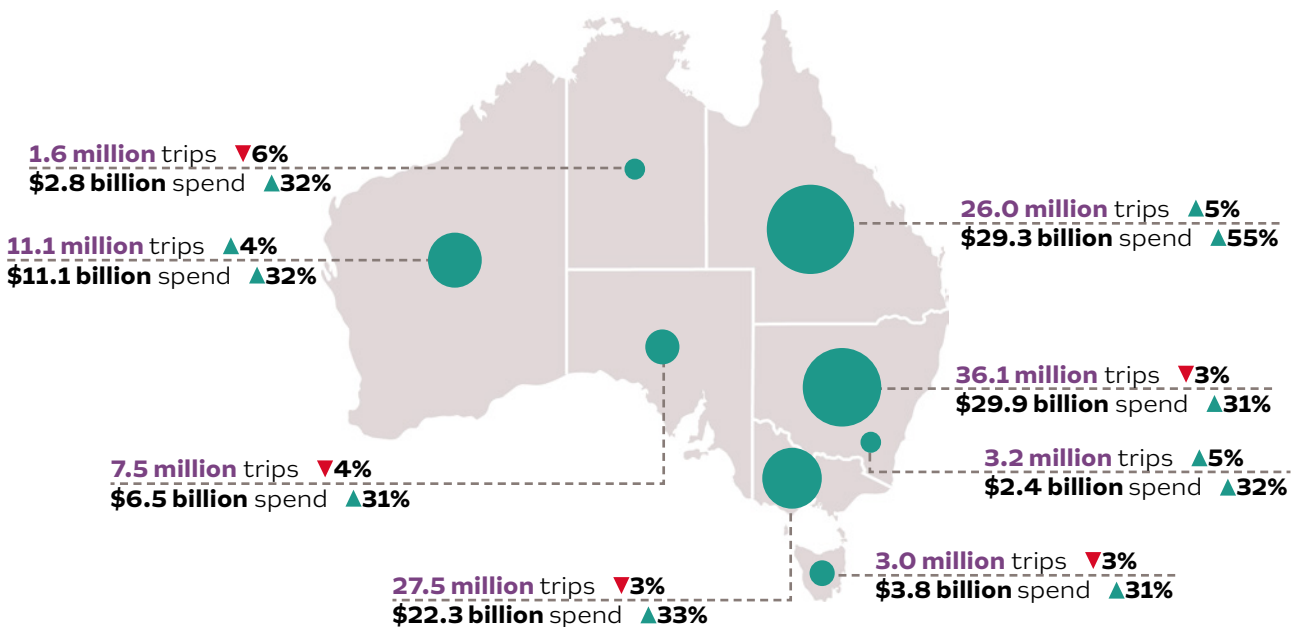 1.6 million trips ▼6%
$2.8 billion spend ▲32%
11.1 million trips ▲4%
$11.1 billion spend ▲32%
26.0 million trips ▲5%
$29.3 billion spend ▲55%
36.1 million trips ▼3%
$29.9 billion spend ▲31%
3.2 million trips ▲5%
$2.4 billion spend ▲32%
7.5 million trips ▼4%
$6.5 billion spend ▲31%
3.0 million trips ▼3%
$3.8 billion spend ▲31%
27.5 million trips ▼3%
$22.3 billion spend ▲33%